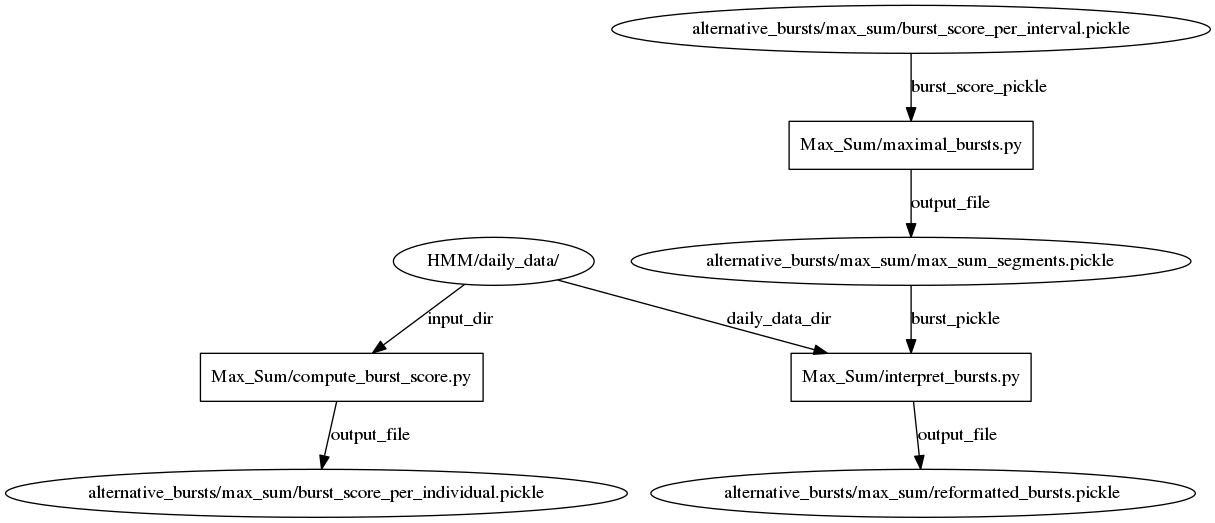 alternative_bursts/max_sum/burst_score_per_interval.pickle
burst_score_pickle
Max_Sum/maximal_bursts.py
output_file
HMM/daily_data/
alternative_bursts/max_sum/max_sum_segments.pickle
input_dir
daily_data_dir
burst_pickle
Max_Sum/compute_burst_score.py
Max_Sum/interpret_bursts.py
output_file
output_file
alternative_bursts/max_sum/burst_score_per_individual.pickle
alternative_bursts/max_sum/reformatted_bursts.pickle